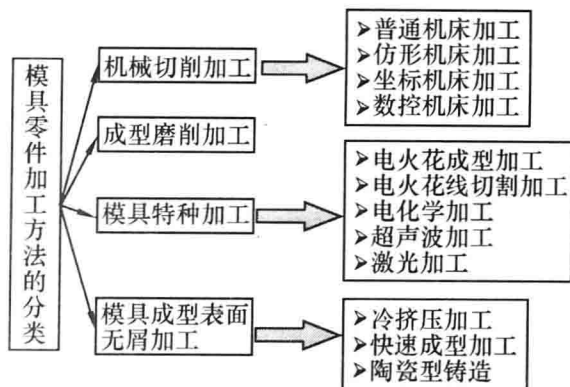 模具零件加工方法的分类
机械切削加工
➢普通机床加工
➢仿形机床加工
➢坐标机床加工
➢数控机床加工
成型磨削加工
模具特种加工
➢电火花成型加工
➢电火花线切割加工
➢电化学加工
➢超声波加工
➢激光加工
模具成型表面
无屑加工
➢冷挤压加工
➢快速成型加工
➢陶瓷型铸造